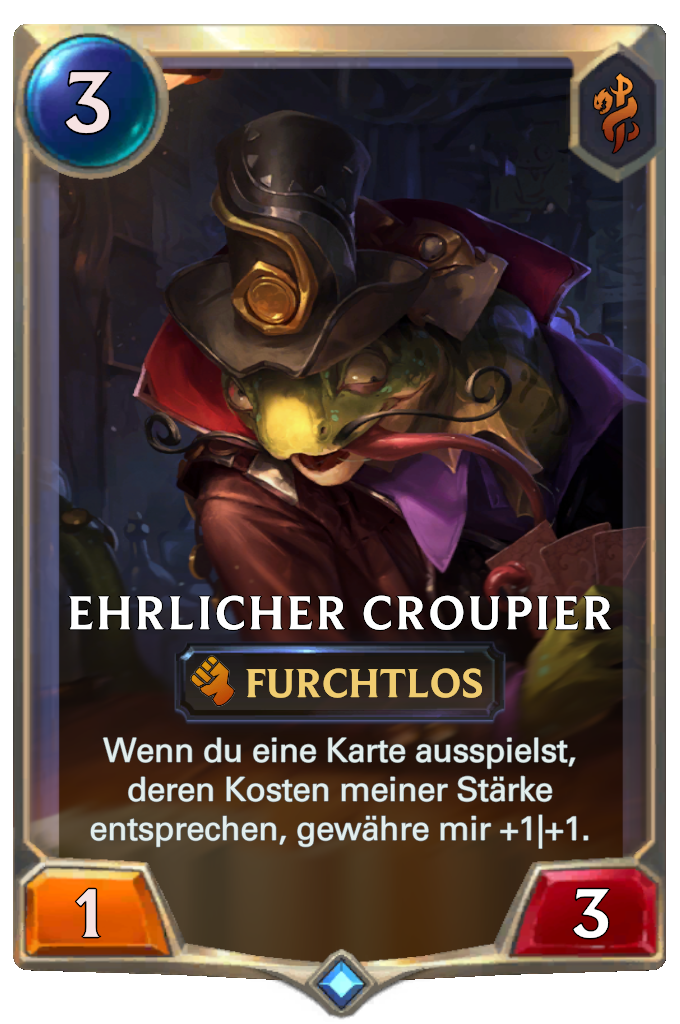 3
EHRLICHER CROUPIER
FURCHTLOS
Wenn du eine Karte ausspielst,
deren Kosten meiner Stärke
entsprechen, gewähre mir +1|+1.
1
3